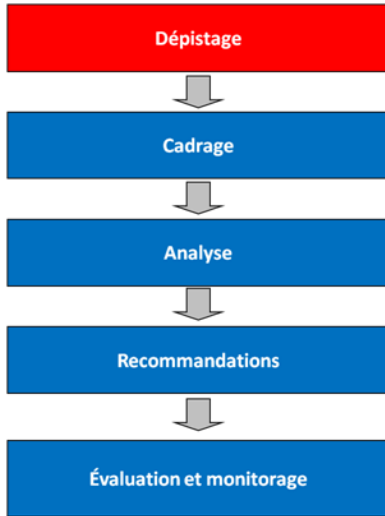 Dépistage
Cadrage
Analyse
Recommandations
Évaluation et monitorage